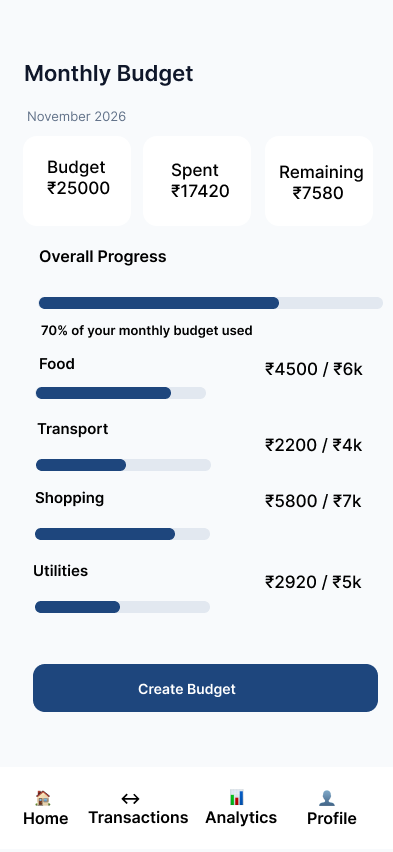 Monthly Budget
November 2026
Budget
₹25000
Spent
₹17420
Remaining
₹7580
Overall Progress
70% of your monthly budget used
Food
₹4500 / ₹6k
Transport
₹2200 / ₹4k
Shopping
₹5800 / ₹7k
Utilities
₹2920 / ₹5k
Create Budget
Home
Transactions
Analytics
Profile